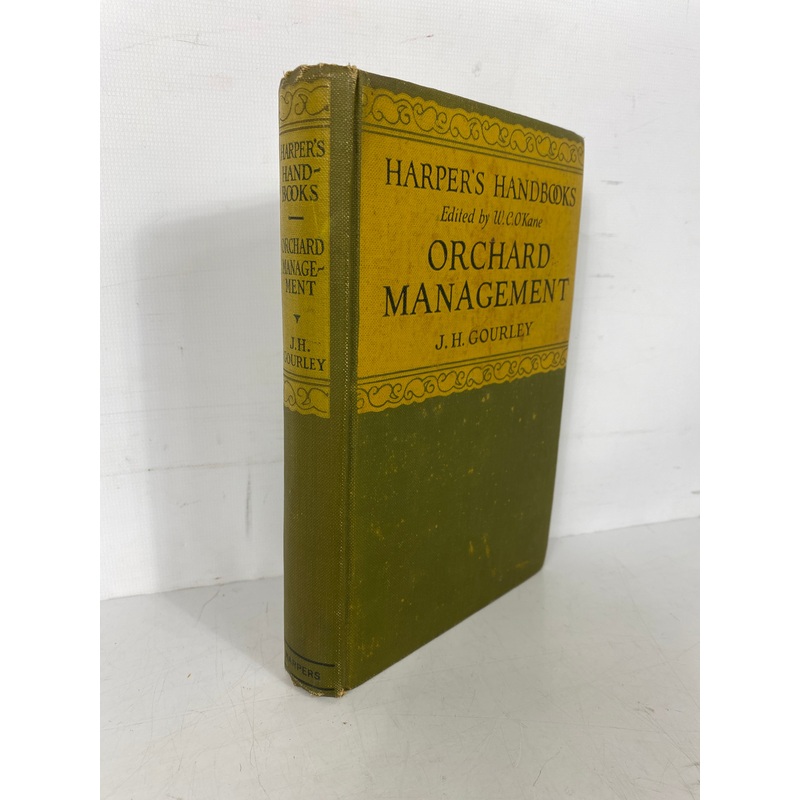 HARPER'S
HAND-
BOOKS
ORCHARD
MANAGE-
MENT
J.H.
GOURLEY
HARPERS
HARPER'S HANDBOOKS
Edited by W.C.O'Kane
ORCHARD
MANAGEMENT
J. H. GOURLEY